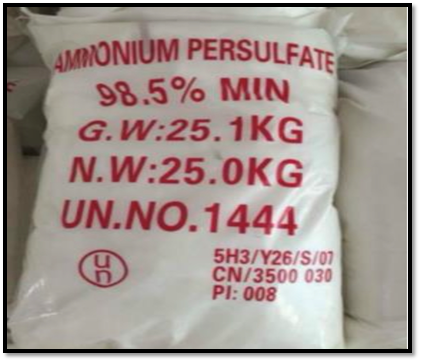 AMMONIUM PERSULFATE
98.5% MIN
G.W:25.1KG
N.W:25.0KG
UN.NO.1444
un
5H3/Y26/S/07
CN/3500 030
PI: 008